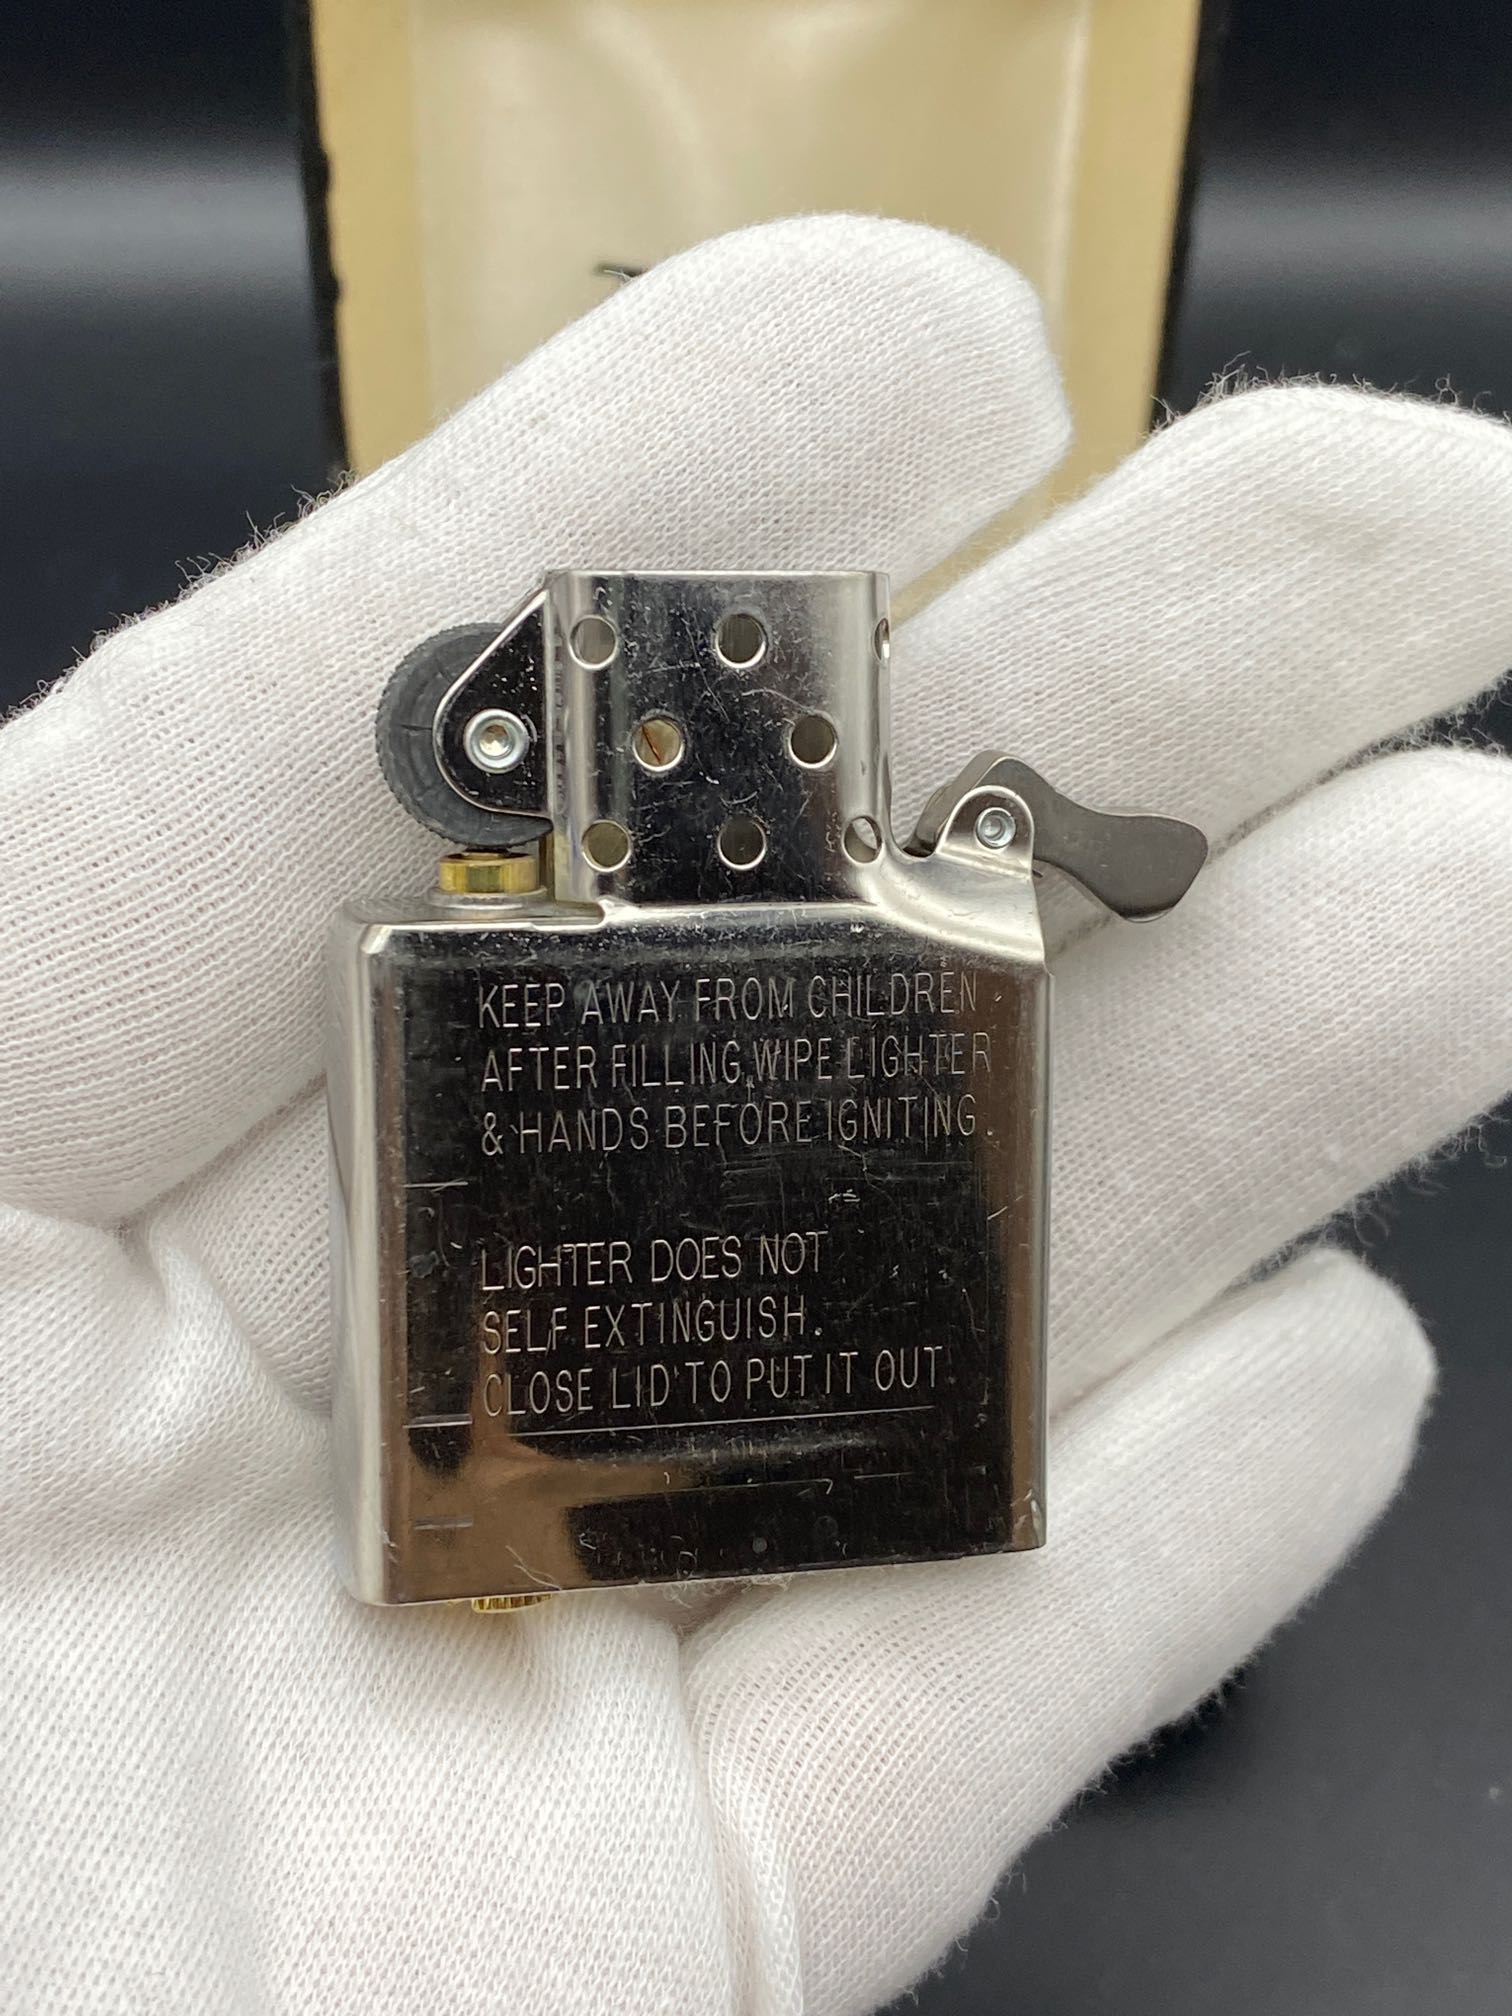 KEEP AWAY FROM CHILDREN.
AFTER FILLING, WIPE LIGHTER
& HANDS BEFORE IGNITING.
LIGHTER DOES NOT
SELF EXTINGUISH.
CLOSE LID TO PUT IT OUT.